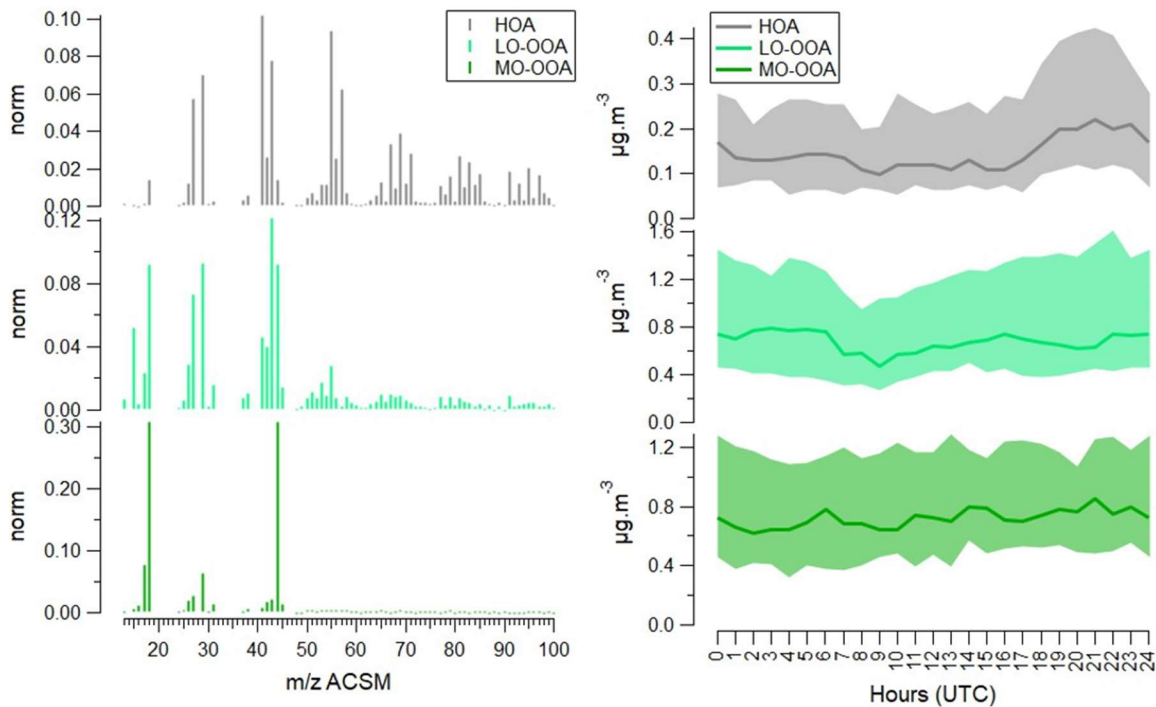 0.10
0.08
0.06
0.04
0.02
0.00
norm
HOA
LO-OOA
MO-OOA
0.12
0.08
0.04
0.00
norm
0.30
0.20
0.10
0.00
norm
20 30 40 50 60 70 80 90 100
m/z ACSM
HOA
LO-OOA
MO-OOA
0.4
0.3
0.2
0.1
0.0
µg.m-3
1.6
1.2
0.8
0.4
0.0
µg.m-3
1.2
0.8
0.4
0.0
µg.m-3
0 1 2 3 4 5 6 7 8 9 10 11 12 13 14 15 16 17 18 19 20 21 22 23 24
Hours (UTC)